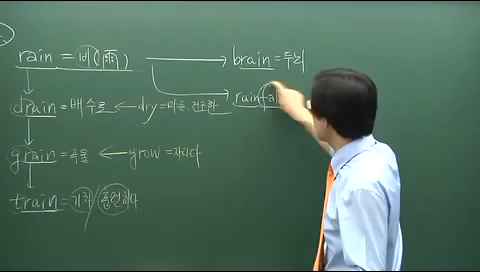 rain = 비(雨) → brain = 두뇌
drain = 배수로 ← dry = 마른, 건조한 rainfal
grain = 곡물 ← grow = 자라다
train = 기차/훈련하다